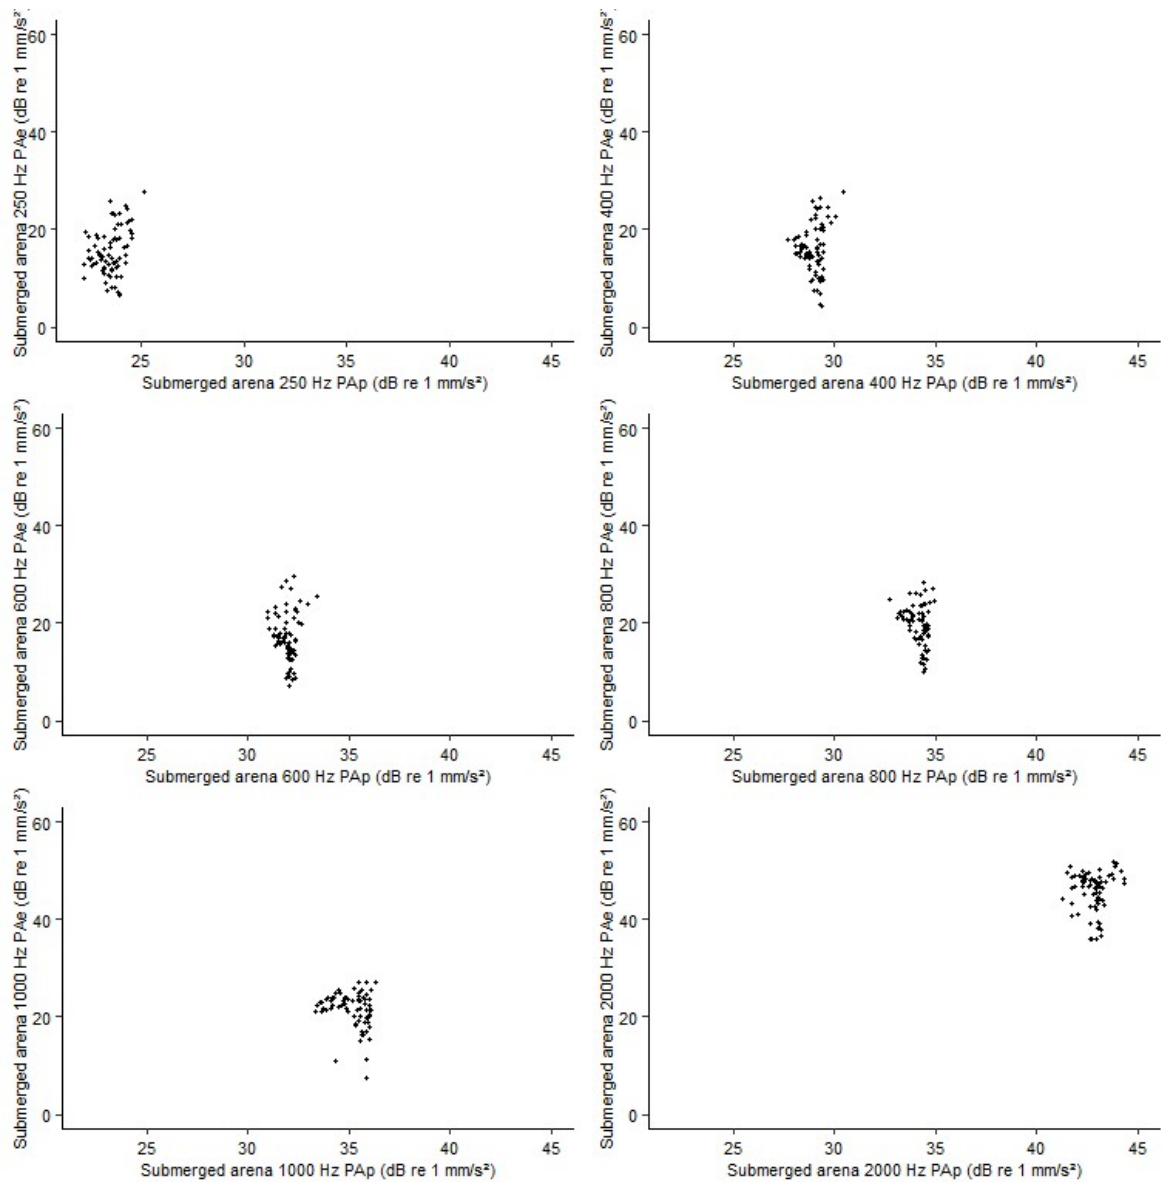 Submerged arena 250 Hz PAe (dB re 1 mm/s²)
60
40
20
0
25 30 35 40 45
Submerged arena 250 Hz PAp (dB re 1 mm/s²)
Submerged arena 400 Hz PAe (dB re 1 mm/s²)
60
40
20
0
25 30 35 40 45
Submerged arena 400 Hz PAp (dB re 1 mm/s²)
Submerged arena 600 Hz PAe (dB re 1 mm/s²)
60
40
20
0
25 30 35 40 45
Submerged arena 600 Hz PAp (dB re 1 mm/s²)
Submerged arena 800 Hz PAe (dB re 1 mm/s²)
60
40
20
0
25 30 35 40 45
Submerged arena 800 Hz PAp (dB re 1 mm/s²)
Submerged arena 1000 Hz PAe (dB re 1 mm/s²)
60
40
20
0
25 30 35 40 45
Submerged arena 1000 Hz PAp (dB re 1 mm/s²)
Submerged arena 2000 Hz PAe (dB re 1 mm/s²)
60
40
20
0
25 30 35 40 45
Submerged arena 2000 Hz PAp (dB re 1 mm/s²)